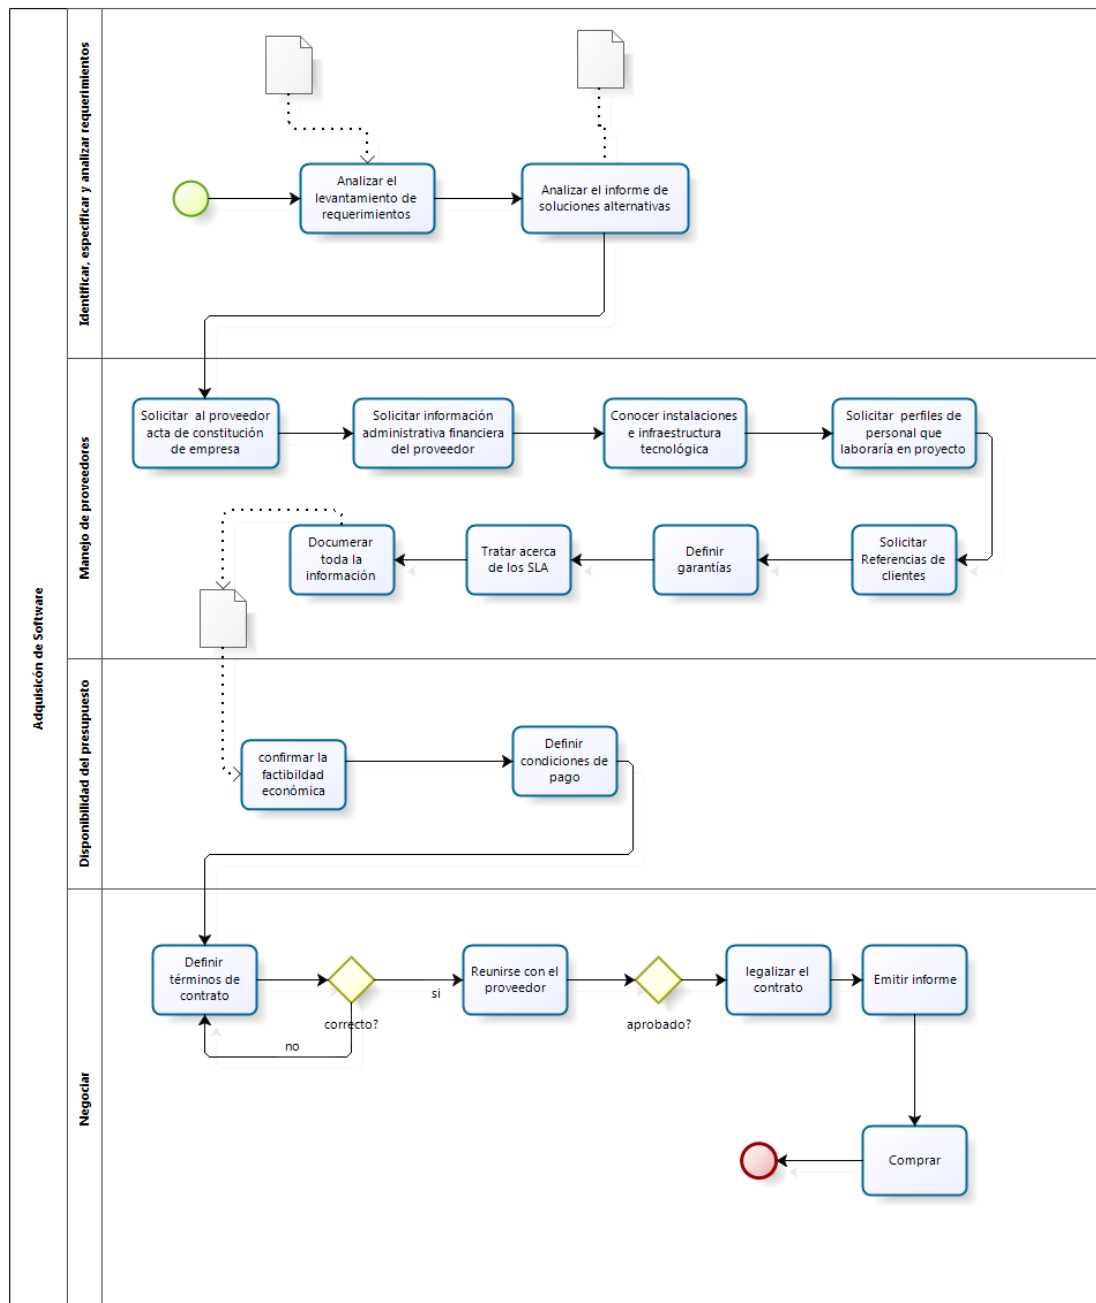 Adquisicón de Software
Identificar, especificar y analizar requerimientos
Analizar el
levantamiento de
requerimientos
Analizar el informe de
soluciones alternativas
Manejo de proveedores
Solicitar al proveedor
acta de constitución
de empresa
Solicitar información
administrativa financiera
del proveedor
Conocer instalaciones
e infraestructura
tecnológica
Solicitar perfiles de
personal que
laboraría en proyecto
Solicitar
Referencias de
clientes
Definir
garantías
Tratar acerca
de los SLA
Documerar
toda la
información
Disponibilidad del presupuesto
confirmar la
factibildad
económica
Definir
condiciones de
pago
Negociar
Definir
términos de
contrato
correcto?
no
si
Reunirse con el
proveedor
aprobado?
legalizar el
contrato
Emitir informe
Comprar